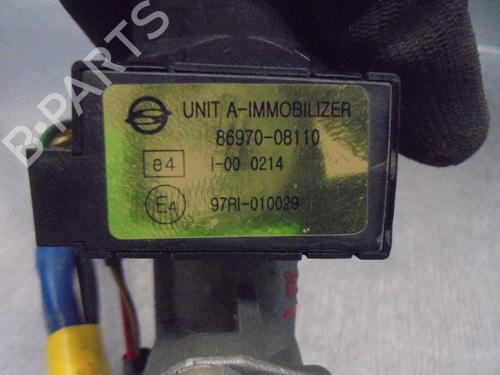 B-PARTS
UNIT A-IMMOBILIZER
86970-08110
e4 I-00 0214
E4 97RI-010029